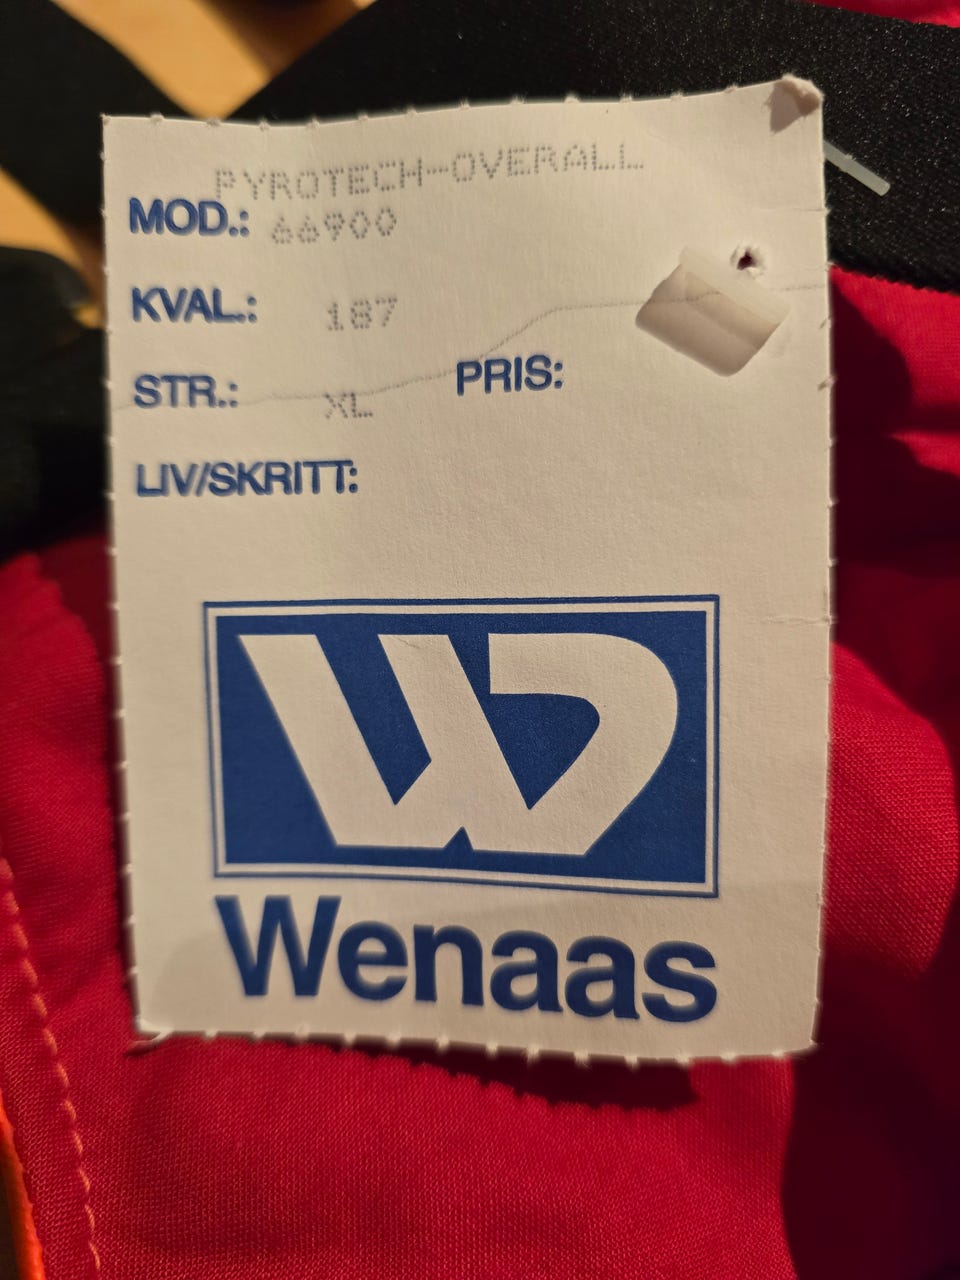 PYROTECH-OVERALL
MOD.: 66900
KVAL.: 187
STR.: XL PRIS:
LIV/SKRITT:
Wenaas